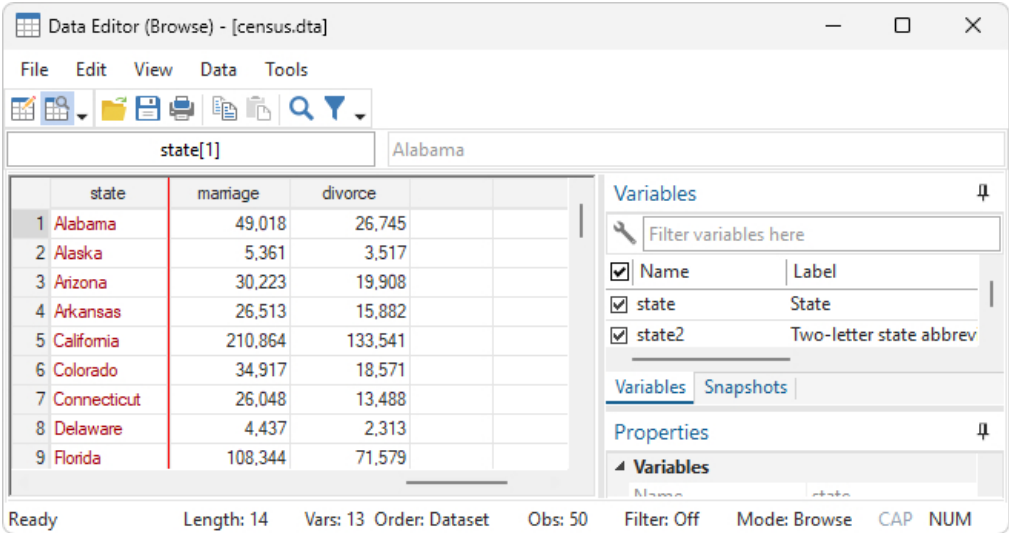 Data Editor (Browse) - [census.dta]
File Edit View Data Tools
state[1] Alabama
state marriage divorce
1 Alabama 49,018 26,745
2 Alaska 5,361 3,517
3 Arizona 30,223 19,908
4 Arkansas 26,513 15,882
5 California 210,864 133,541
6 Colorado 34,917 18,571
7 Connecticut 26,048 13,488
8 Delaware 4,437 2,313
9 Florida 108,344 71,579
Variables
Filter variables here
Name Label
state State
state2 Two-letter state abbrev
Variables Snapshots
Properties
Variables
Name state
Ready Length: 14 Vars: 13 Order: Dataset Obs: 50 Filter: Off Mode: Browse CAP NUM